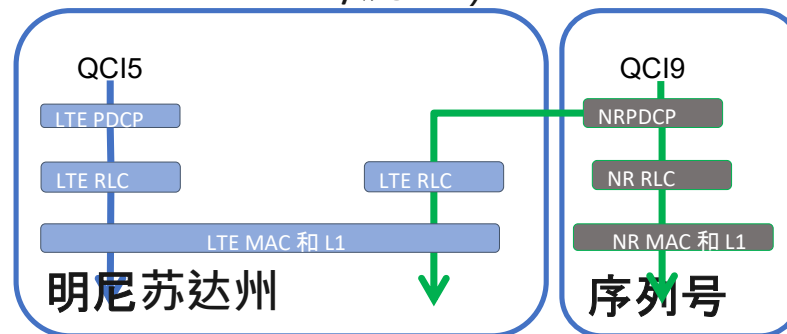 QCI5
QCI9
LTE PDCP
NRPDCP
LTE RLC
LTE RLC
NR RLC
LTE MAC 和 L1
NR MAC 和 L1
明尼苏达州
序列号